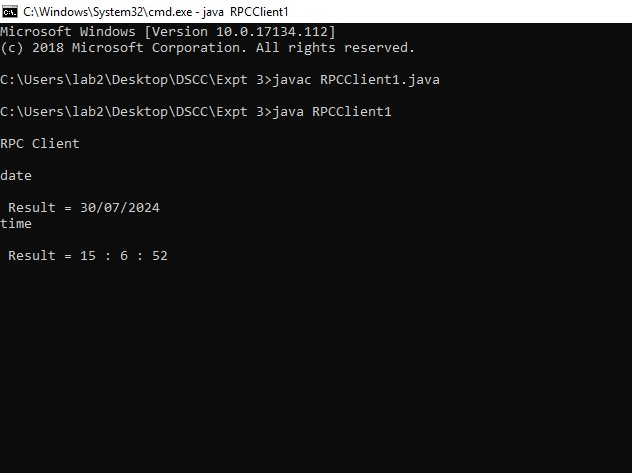 C:\Windows\System32\cmd.exe - java RPCClient1
Microsoft Windows [Version 10.0.17134.112]
(c) 2018 Microsoft Corporation. All rights reserved.
C:\Users\lab2\Desktop\DSCC\Expt 3>javac RPCClient1.java
C:\Users\lab2\Desktop\DSCC\Expt 3>java RPCClient1
RPC Client
date
Result = 30/07/2024
time
Result = 15 : 6 : 52